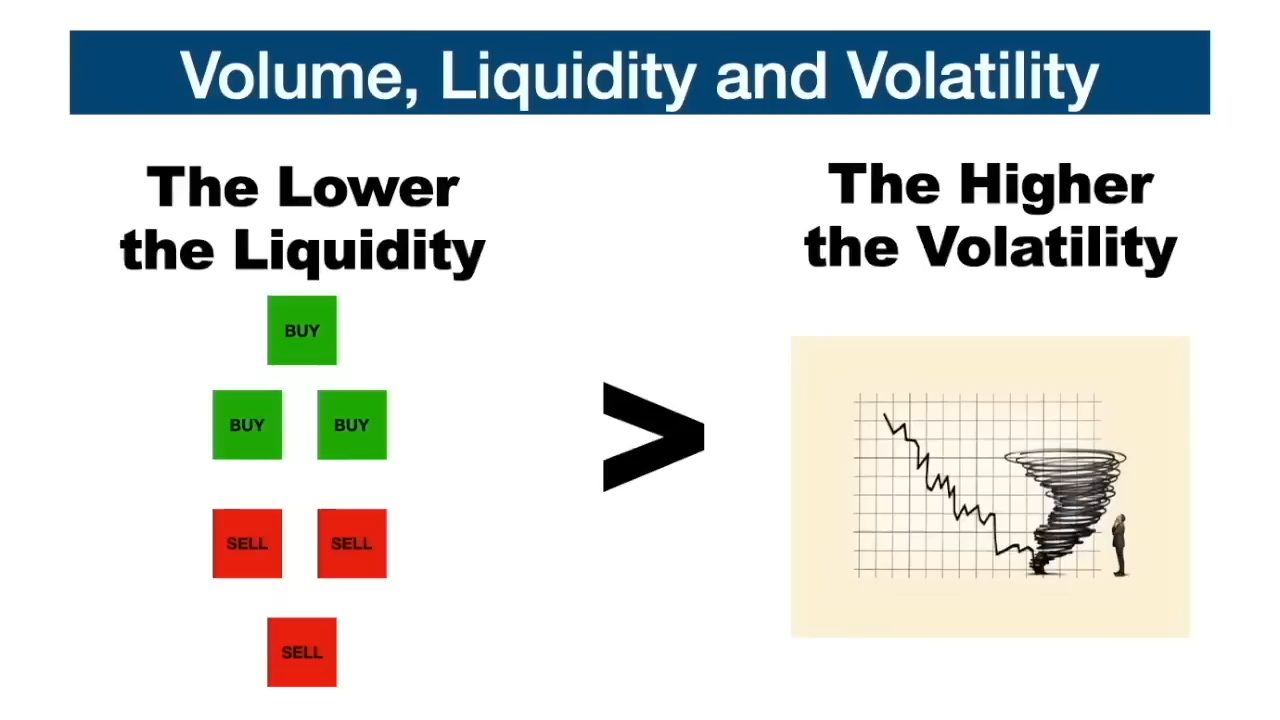 Volume, Liquidity and Volatility
The Lower
the Liquidity
BUY
BUY BUY
SELL SELL
SELL
>
The Higher
the Volatility